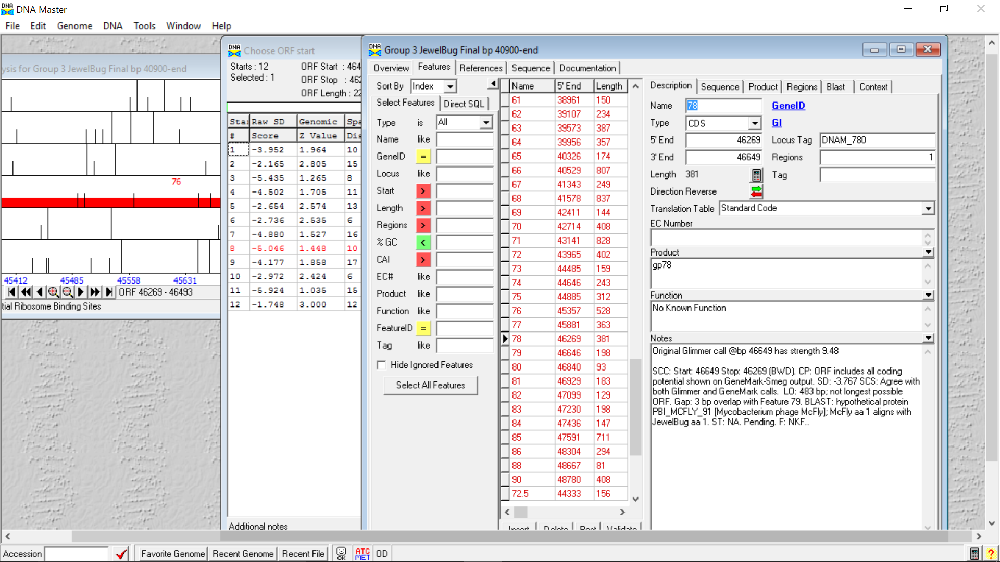 DNA Master
File Edit Genome DNA Tools Window Help
ysis for Group 3 JewelBug Final bp 40900-end
76
45412 45485 45558 45631
ORF 46269 - 46493
tial Ribosome Binding Sites
Choose ORF start
Starts : 12 ORF Start : 464
Selected : 1 ORF Stop : 462
ORF Length : 22
Star Raw SD Genomic Spa
# Score Z Value Dis
1 -3.952 1.964 10
2 -2.165 2.805 15
3 -5.435 1.265 8
4 -4.502 1.705 11
5 -2.654 2.574 13
6 -2.736 2.535 6
7 -4.880 1.527 16
8 -5.046 1.448 10
9 -4.177 1.858 17
10 -2.972 2.424 6
11 -5.924 1.035 15
12 -1.748 3.000 12
Additional notes
Group 3 JewelBug Final bp 40900-end
Overview Features References Sequence Documentation
Sort By Index
Select Features Direct SQL
Type is All
Name like
GeneID =
Locus like
Start >
Length >
Regions >
% GC <
CAI >
EC# like
Product like
Function like
FeatureID =
Tag like
Hide Ignored Features
Select All Features
Name 5' End Length
61 38961 150
62 39107 234
63 39573 387
64 39956 357
65 40326 174
66 40529 807
67 41343 249
68 41578 837
69 42411 144
70 42714 408
71 43141 828
72 43965 402
73 44485 159
74 44646 243
75 44885 312
76 45357 528
77 45881 363
78 46269 381
79 46646 198
80 46840 93
81 46929 183
82 47099 129
83 47230 198
84 47436 147
85 47591 711
86 48304 294
88 48667 81
90 48780 408
72.5 44333 156
Insert Delete Post Validate
Description Sequence Product Regions Blast Context
Name 78 GeneID
Type CDS GI
5' End 46269 Locus Tag DNAM_780
3' End 46649 Regions 1
Length 381 Tag
Direction Reverse
Translation Table Standard Code
EC Number
Product
gp78
Function
No Known Function
Notes
Original Glimmer call @bp 46649 has strength 9.48
SCC: Start: 46649 Stop: 46269 (BWD). CP: ORF includes all coding
potential shown on GeneMark-Smeg output. SD: -3.767 SCS: Agree with
both Glimmer and GeneMark calls. LO: 483 bp; not longest possible
ORF. Gap: 3 bp overlap with Feature 79. BLAST: hypothetical protein
PBI_MCFLY_91 [Mycobacterium phage McFly]; McFly aa 1 aligns with
JewelBug aa 1. ST: NA. Pending. F: NKF..
Accession Favorite Genome Recent Genome Recent File OK ATG MET OD ?